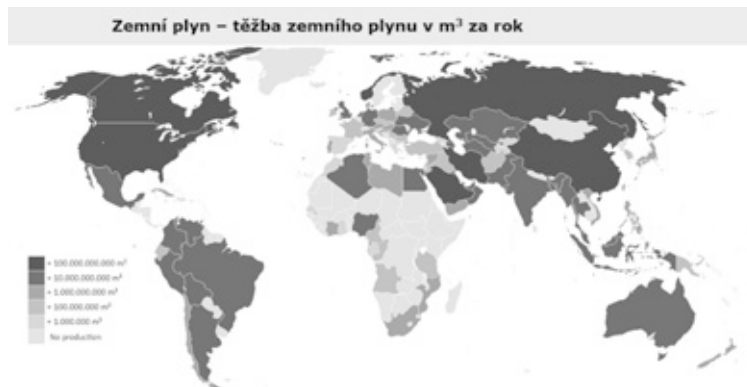 Zemní plyn – těžba zemního plynu v m³ za rok
+ 100.000.000.000 m³
+ 10.000.000.000 m³
+ 1.000.000.000 m³
+ 100.000.000 m³
+ 1.000.000 m³
No production